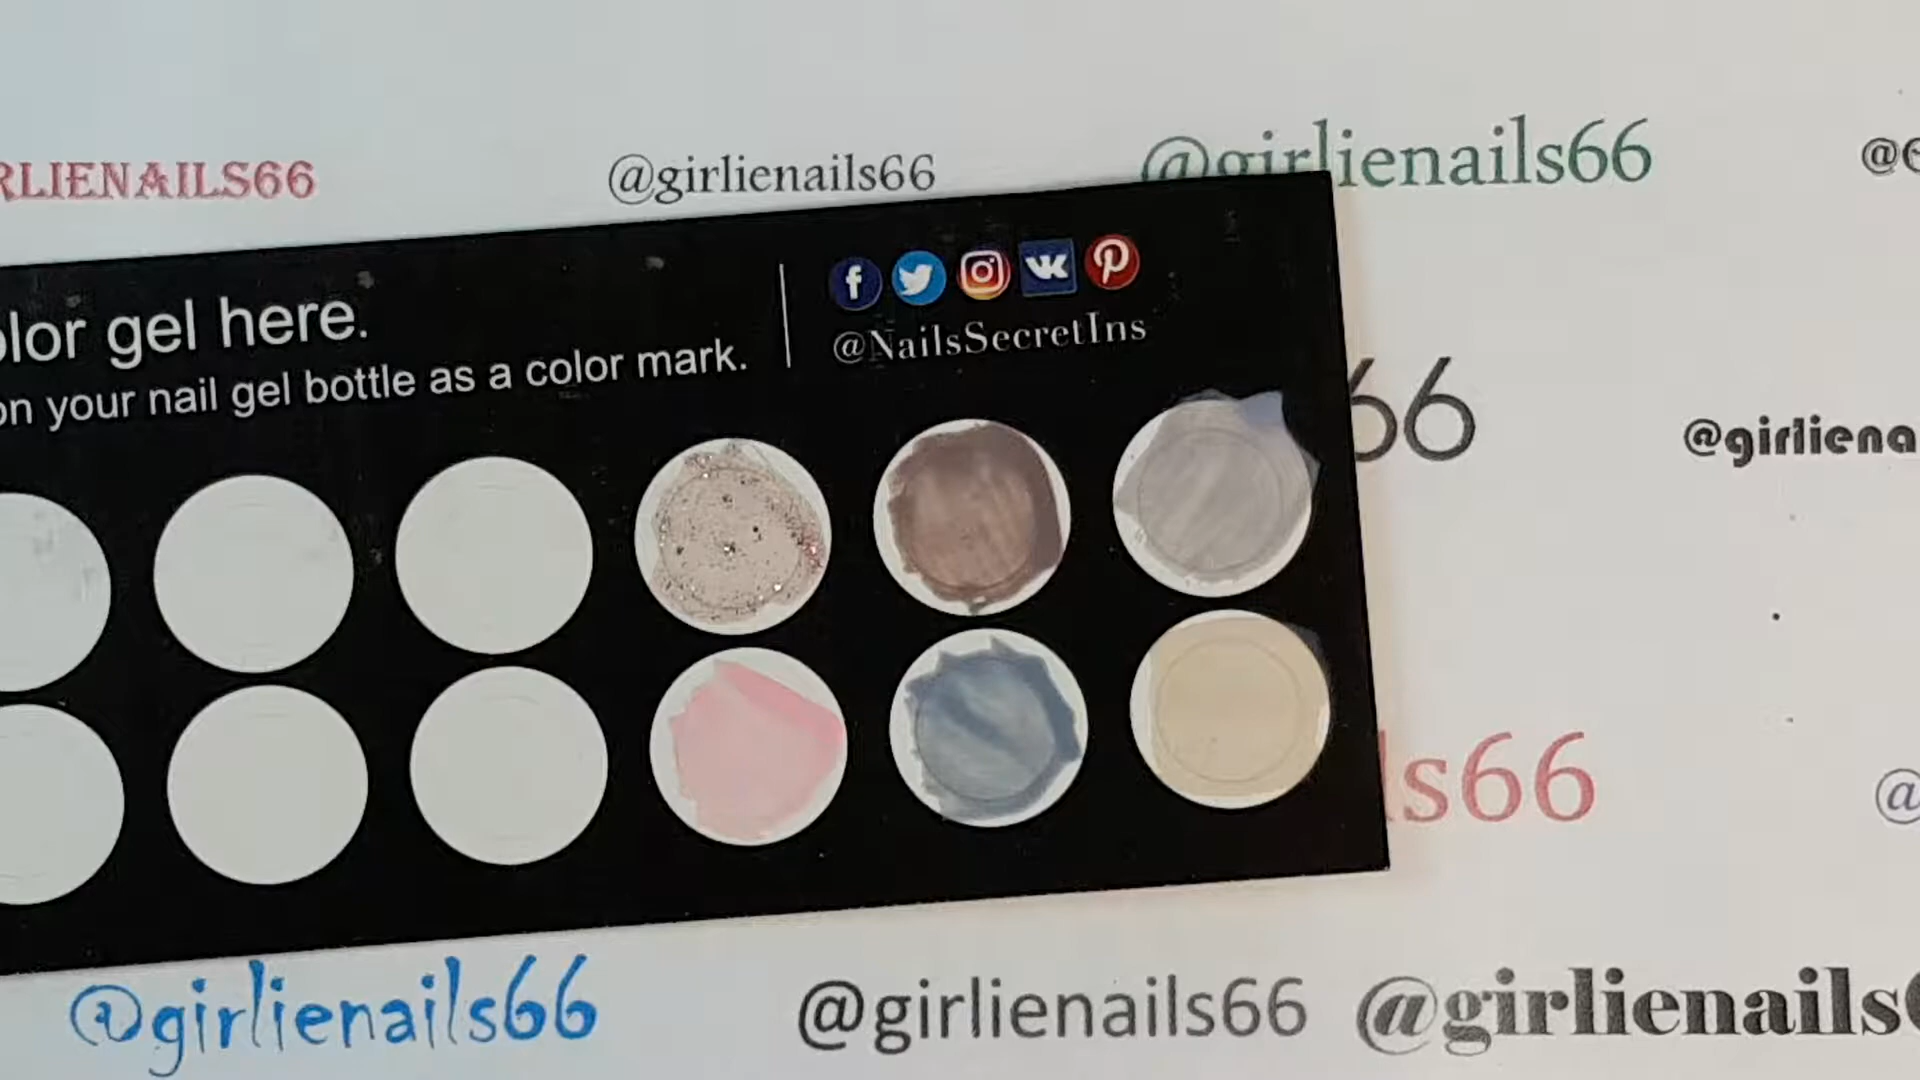 RLIENAILS66
@girlienails66
@girlienails66
olor gel here.
on your nail gel bottle as a color mark.
@NailsSecretIns
66
@girliena
s66
@girlienails66
@girlienails66
@girlienails6